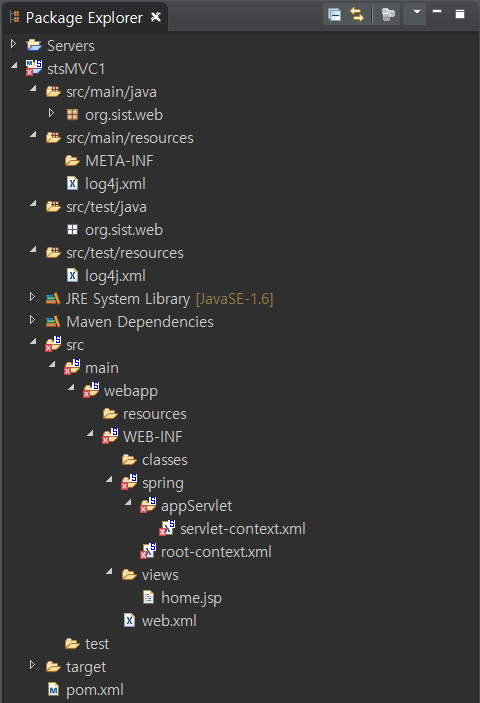 Package Explorer
Servers
stsMVC1
src/main/java
org.sist.web
src/main/resources
META-INF
log4j.xml
src/test/java
org.sist.web
src/test/resources
log4j.xml
JRE System Library [JavaSE-1.6]
Maven Dependencies
src
main
webapp
resources
WEB-INF
classes
spring
appServlet
servlet-context.xml
root-context.xml
views
home.jsp
web.xml
test
target
pom.xml